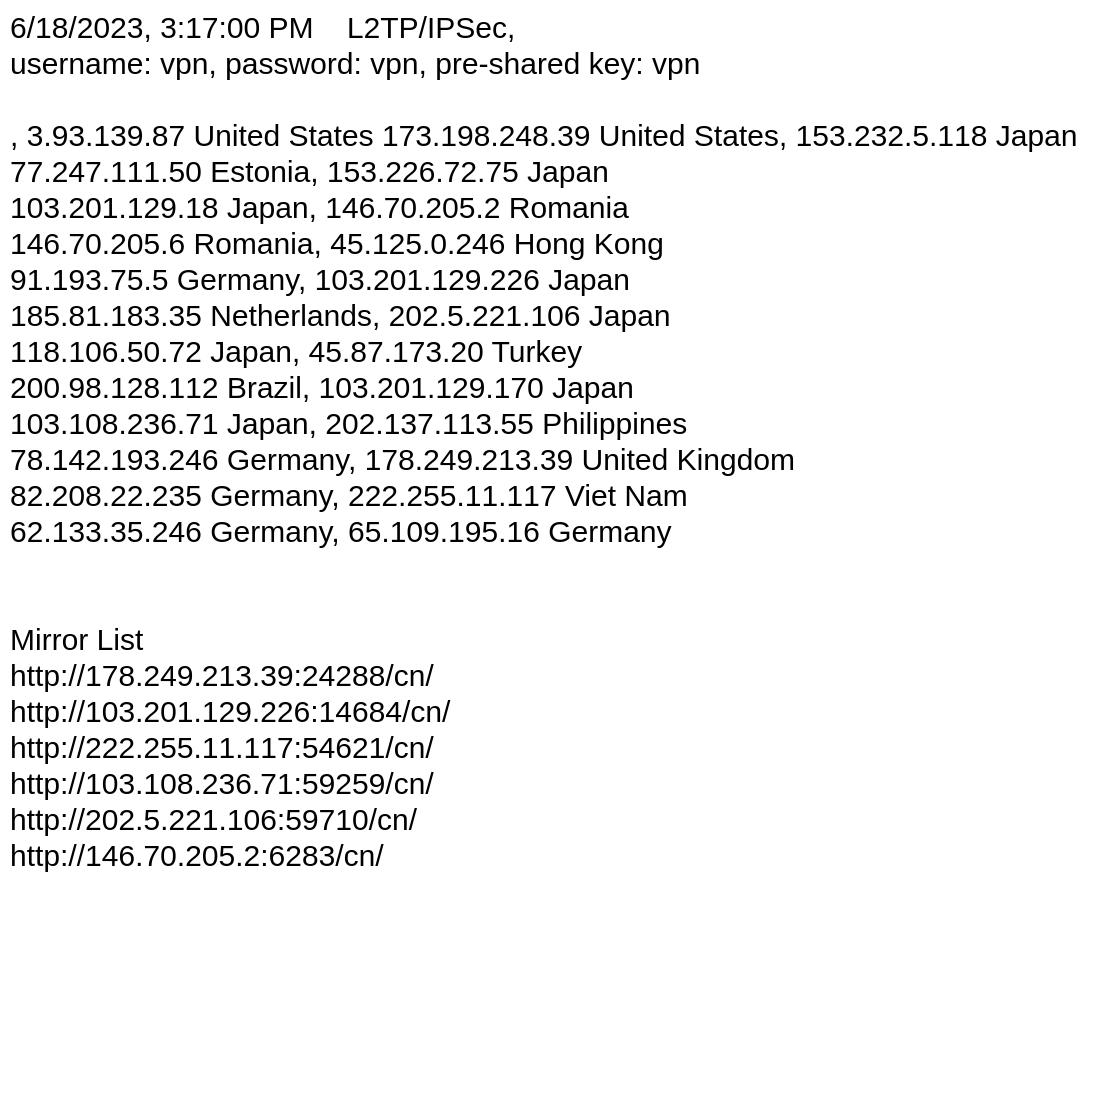 6/18/2023, 3:17:00 PM    L2TP/IPSec,
username: vpn, password: vpn, pre-shared key: vpn
, 3.93.139.87 United States 173.198.248.39 United States, 153.232.5.118 Japan
77.247.111.50 Estonia, 153.226.72.75 Japan
103.201.129.18 Japan, 146.70.205.2 Romania
146.70.205.6 Romania, 45.125.0.246 Hong Kong
91.193.75.5 Germany, 103.201.129.226 Japan
185.81.183.35 Netherlands, 202.5.221.106 Japan
118.106.50.72 Japan, 45.87.173.20 Turkey
200.98.128.112 Brazil, 103.201.129.170 Japan
103.108.236.71 Japan, 202.137.113.55 Philippines
78.142.193.246 Germany, 178.249.213.39 United Kingdom
82.208.22.235 Germany, 222.255.11.117 Viet Nam
62.133.35.246 Germany, 65.109.195.16 Germany
Mirror List
http://178.249.213.39:24288/cn/
http://103.201.129.226:14684/cn/
http://222.255.11.117:54621/cn/
http://103.108.236.71:59259/cn/
http://202.5.221.106:59710/cn/
http://146.70.205.2:6283/cn/